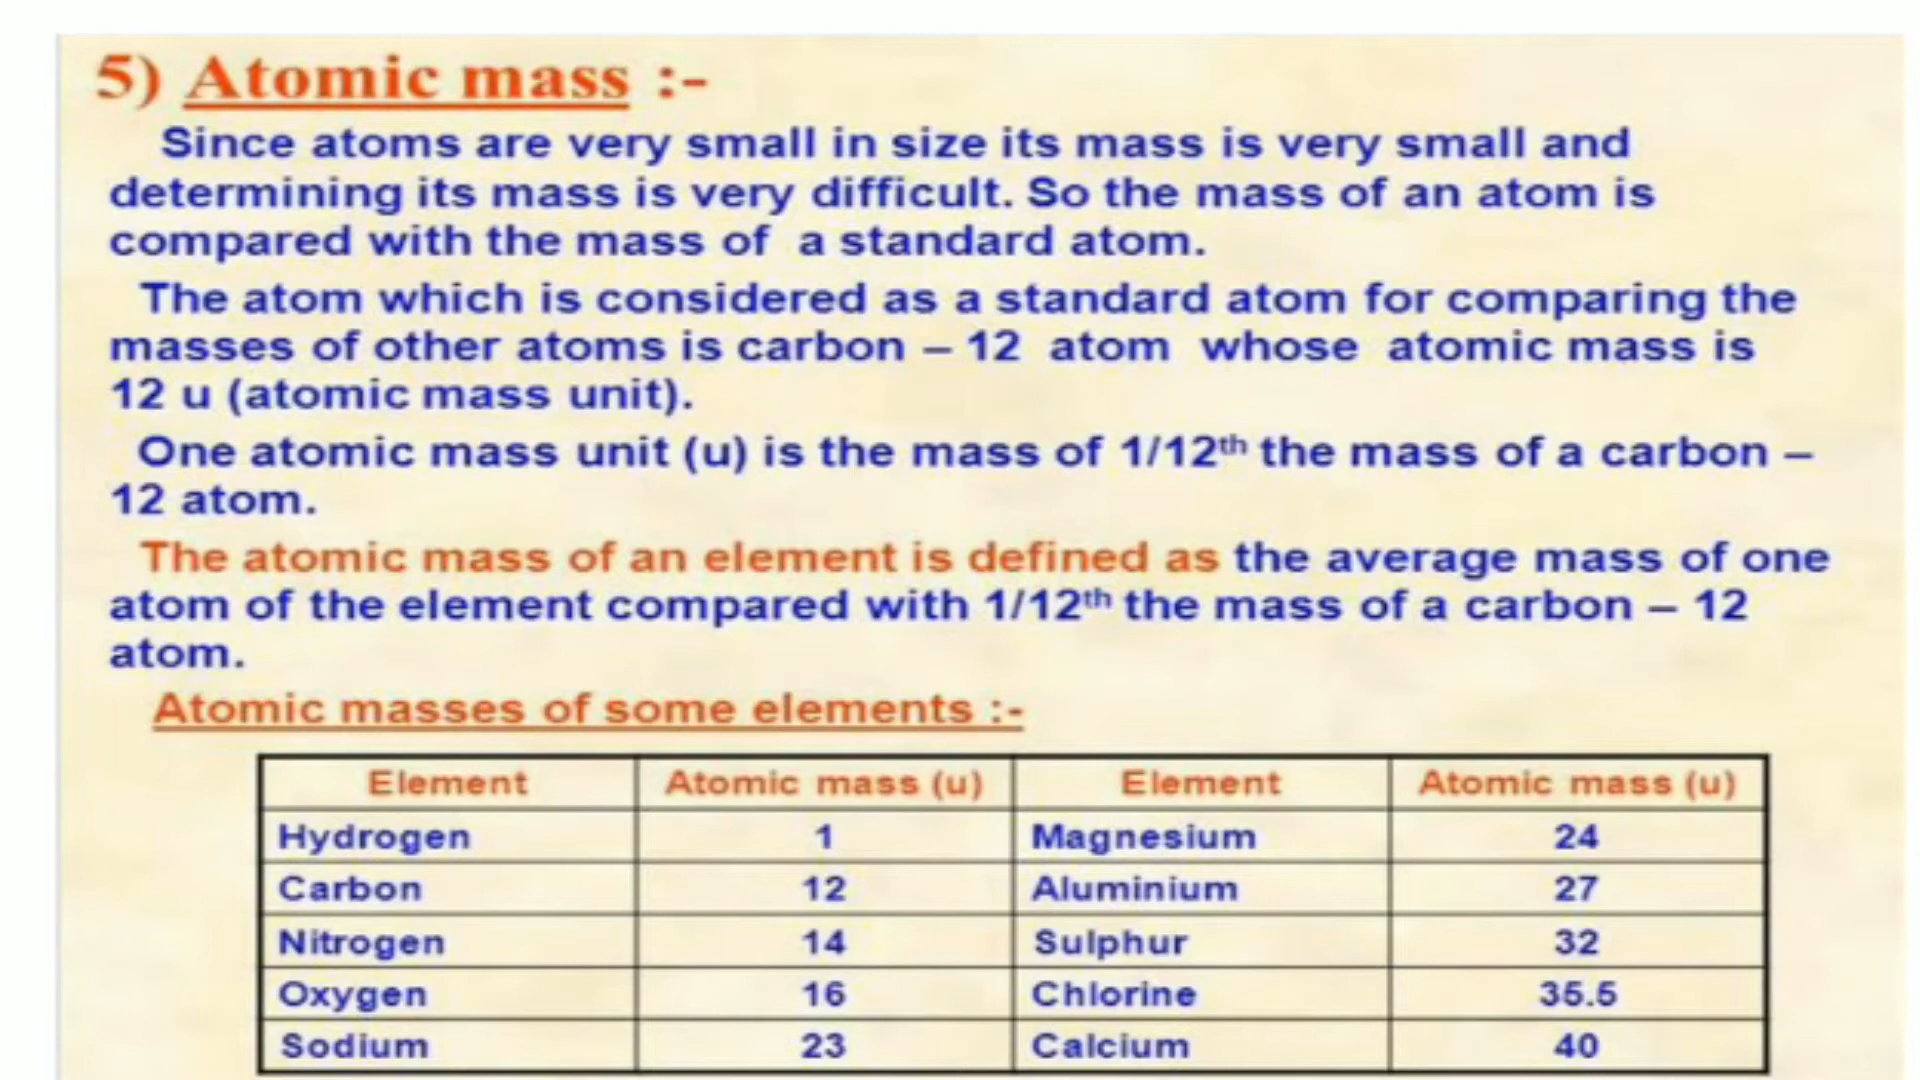 5) Atomic mass :-
Since atoms are very small in size its mass is very small and
determining its mass is very difficult. So the mass of an atom is
compared with the mass of a standard atom.
The atom which is considered as a standard atom for comparing the
masses of other atoms is carbon – 12 atom whose atomic mass is
12 u (atomic mass unit).
One atomic mass unit (u) is the mass of 1/12th the mass of a carbon –
12 atom.
The atomic mass of an element is defined as the average mass of one
atom of the element compared with 1/12th the mass of a carbon – 12
atom.
Atomic masses of some elements :-
Element Atomic mass (u) Element Atomic mass (u)
Hydrogen 1 Magnesium 24
Carbon 12 Aluminium 27
Nitrogen 14 Sulphur 32
Oxygen 16 Chlorine 35.5
Sodium 23 Calcium 40